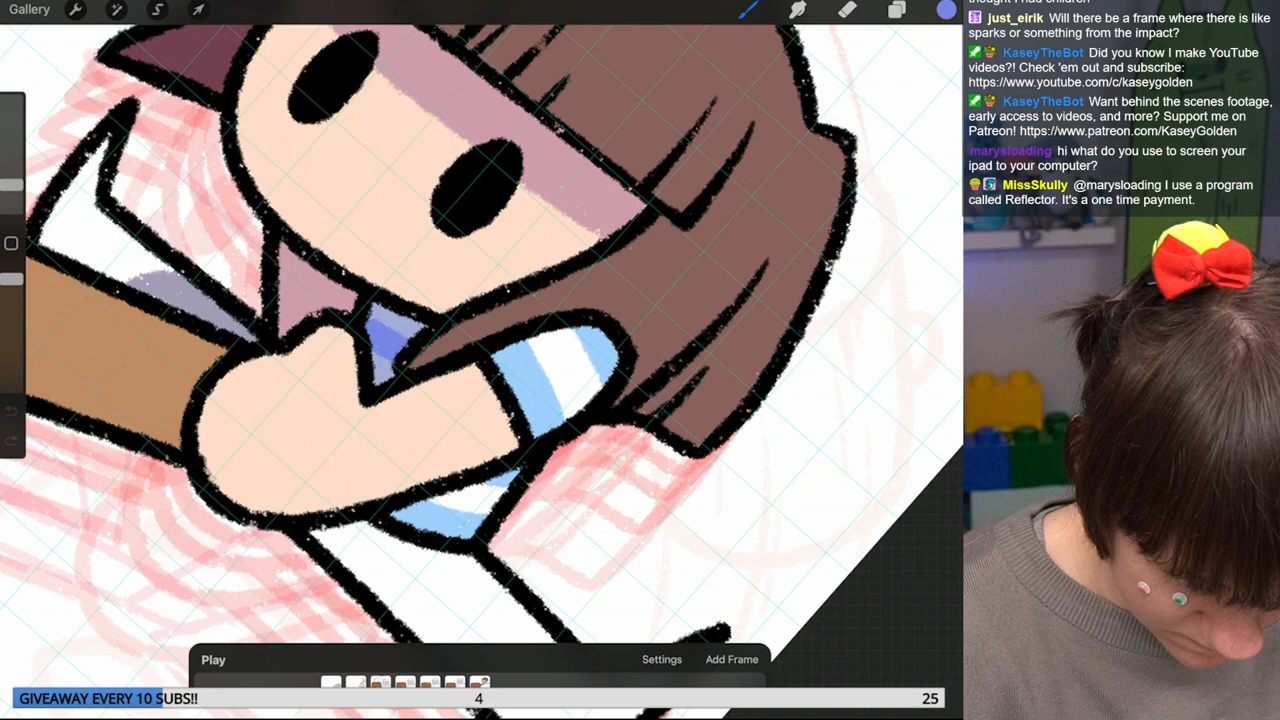 Gallery
thought I had children
just_eirik Will there be a frame where there is like
sparks or something from the impact?
KaseyTheBot Did you know I make YouTube
videos?! Check 'em out and subscribe:
https://www.youtube.com/c/kaseygolden
KaseyTheBot Want behind the scenes footage,
early access to videos, and more? Support me on
Patreon! https://www.patreon.com/KaseyGolden
marysloading hi what do you use to screen your
ipad to your computer?
MissSkully @marysloading I use a program
called Reflector. It's a one time payment.
Play
Settings
Add Frame
GIVEAWAY EVERY 10 SUBS!!
4
25